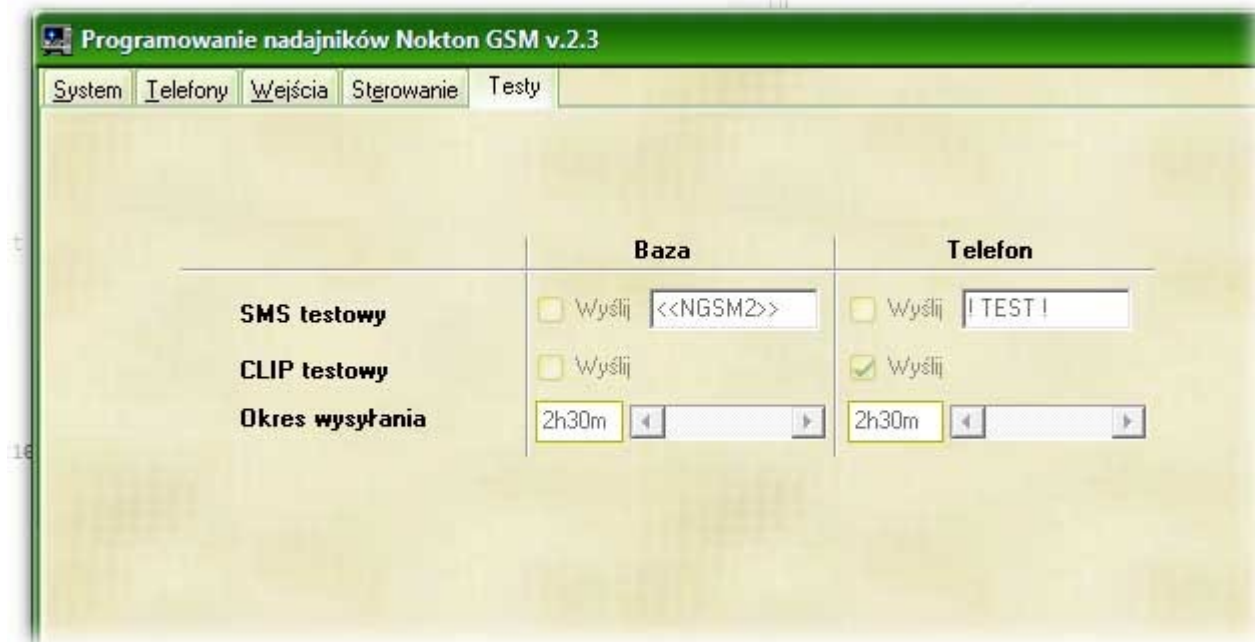 Programowanie nadajników Nokton GSM v.2.3
System Telefony Wejścia Sterowanie Testy
t
Baza Telefon
SMS testowy Wyślij <<NGSM2>> Wyślij ! TEST !
CLIP testowy Wyślij Wyślij
Okres wysyłania 2h30m 2h30m
16